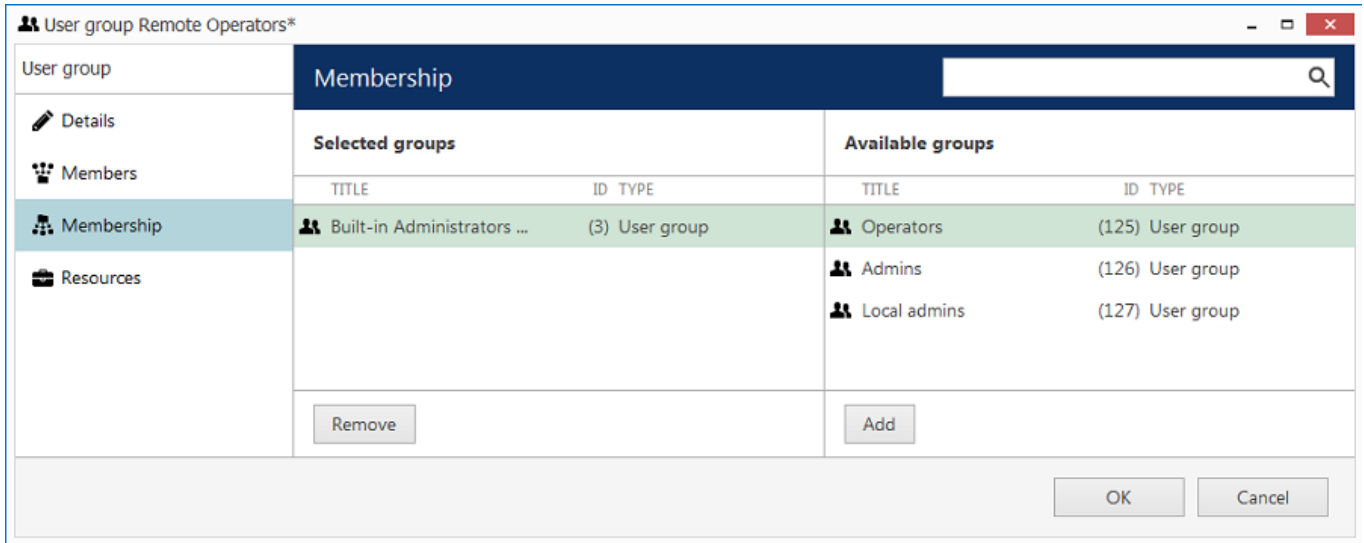 User group Remote Operators*
User group
Details
Members
Membership
Resources
Membership
Selected groups
TITLE ID TYPE
Built-in Administrators ... (3) User group
Remove
Available groups
TITLE ID TYPE
Operators (125) User group
Admins (126) User group
Local admins (127) User group
Add
OK Cancel